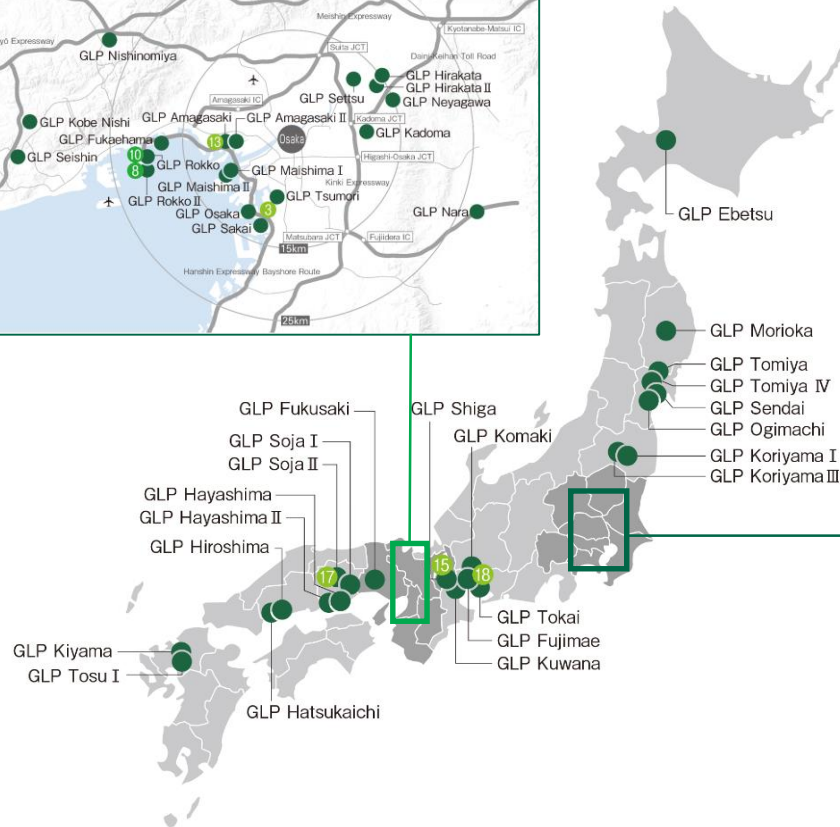 Meishin Expressway
Kyotanabe-Matsui IC
yō Expressway
Suita JCT
GLP Nishinomiya
Daini-Keihan Toll Road
GLP Hirakata
GLP Hirakata Ⅱ
GLP Settsu
GLP Neyagawa
Amagasaki IC
GLP Kobe Nishi
GLP Amagasaki
GLP Amagasaki Ⅱ
Kadoma JCT
GLP Kadoma
GLP Fukaehama
13
Osaka
10
GLP Seishin
GLP Rokko
Higashi-Osaka JCT
8
GLP Maishima Ⅰ
GLP Maishima Ⅱ
Kinki Expressway
GLP Rokko Ⅱ
GLP Tsumori
3
GLP Osaka
GLP Nara
GLP Sakai
Matsubara JCT
Fujiidera IC
15km
Hanshin Expressway Bayshore Route
25km
GLP Ebetsu
GLP Morioka
GLP Tomiya
GLP Tomiya Ⅳ
GLP Sendai
GLP Ogimachi
GLP Koriyama Ⅰ
GLP Koriyama Ⅲ
GLP Fukusaki
GLP Shiga
GLP Komaki
GLP Soja Ⅰ
GLP Soja Ⅱ
GLP Hayashima
GLP Hayashima Ⅱ
GLP Hiroshima
15
17
18
GLP Tokai
GLP Fujimae
GLP Kuwana
GLP Kiyama
GLP Tosu Ⅰ
GLP Hatsukaichi